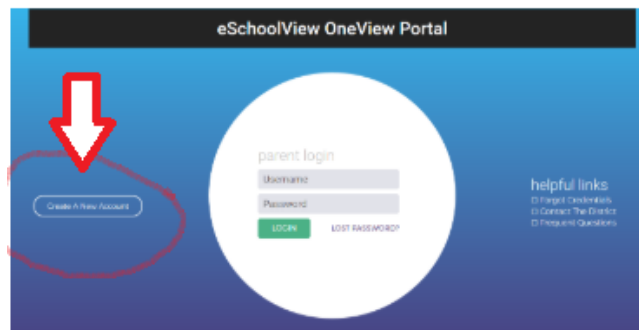 eSchoolView OneView Portal
parent login
Username
Password
LOGIN LOST PASSWORD?
Create A New Account
helpful links
Forgot Credentials
Contact The District
Frequent Questions